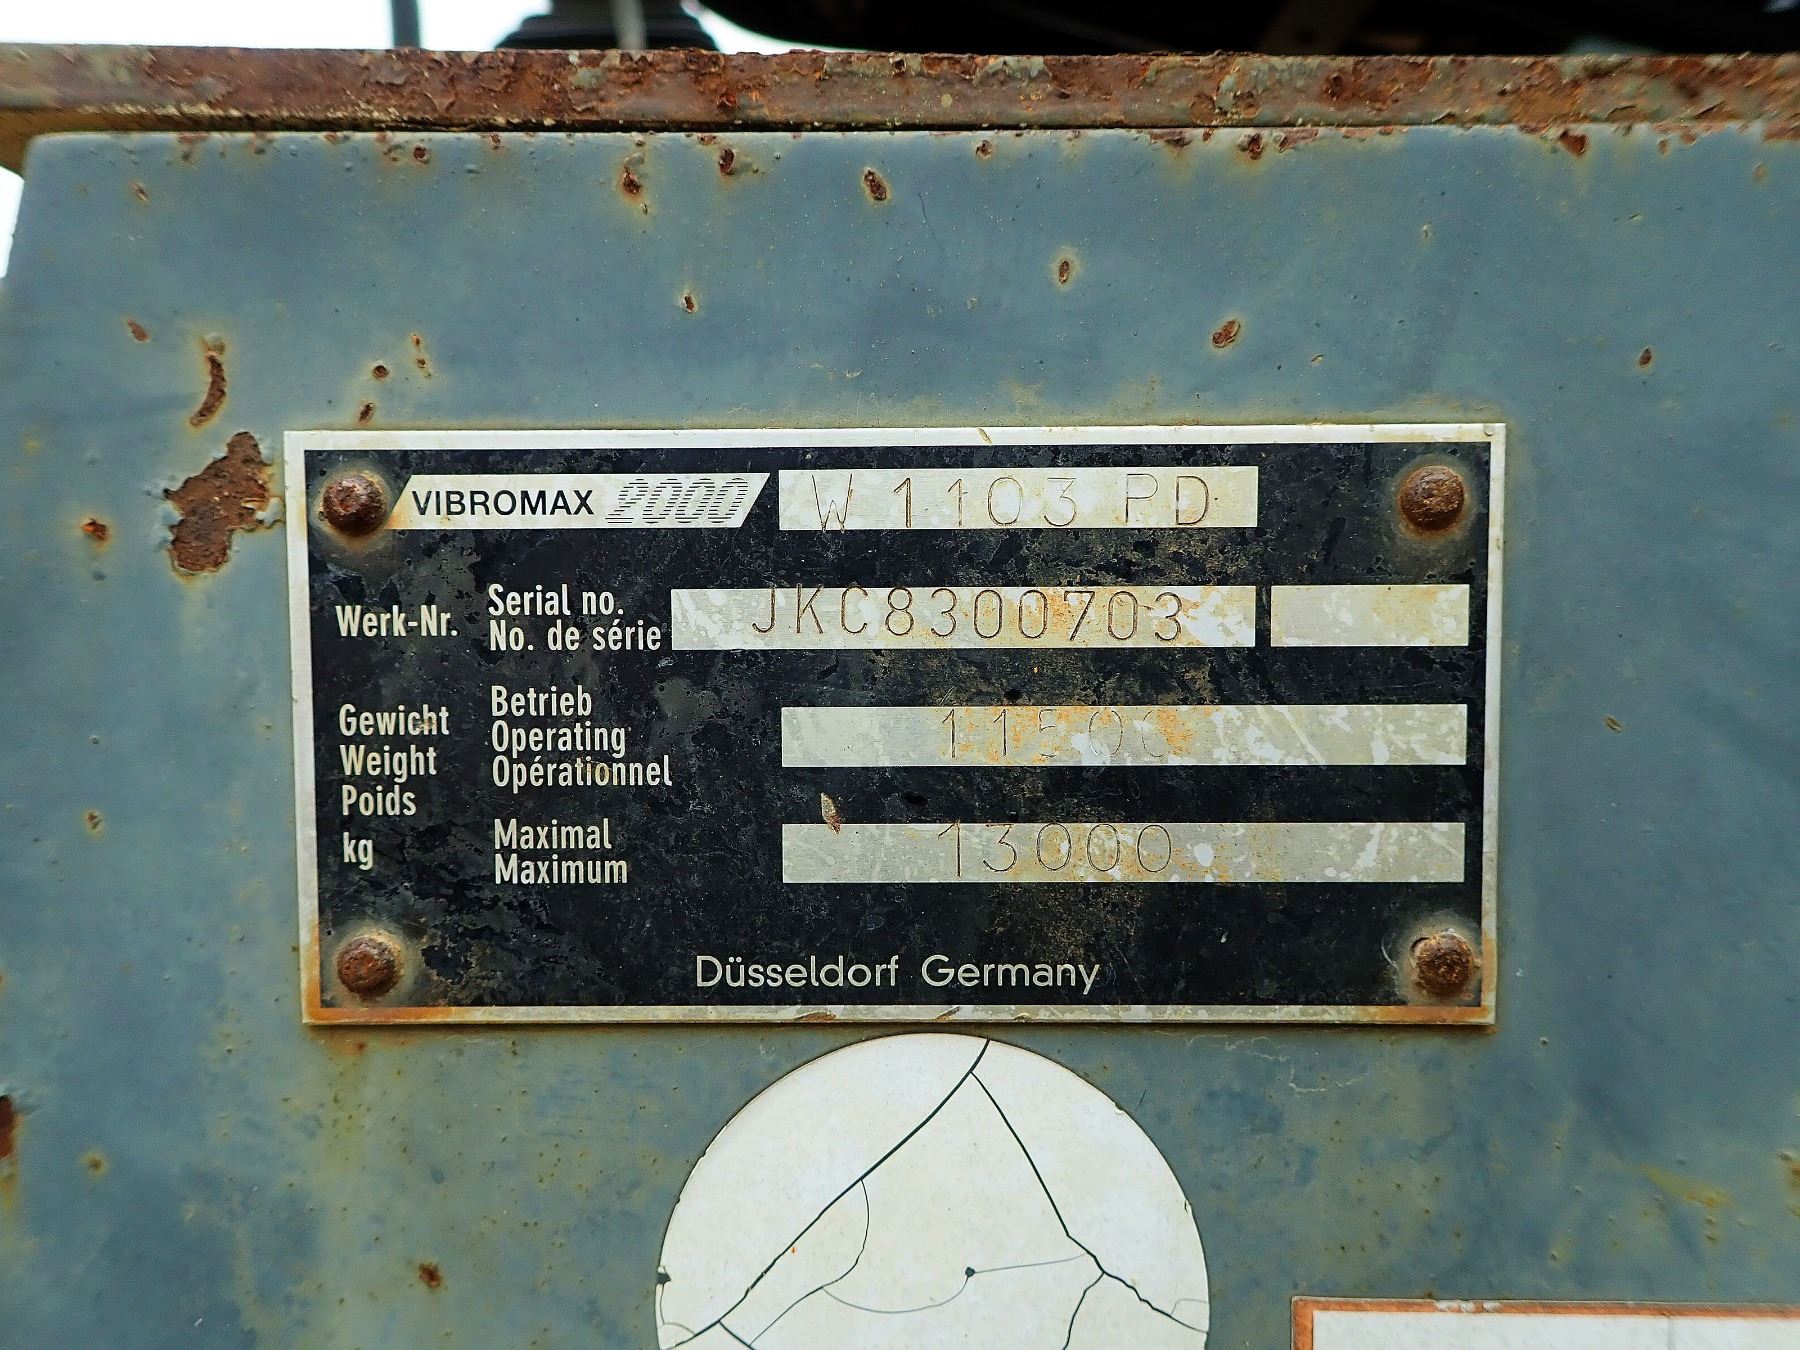 VIBROMAX 2000 W 1103 PD
Werk-Nr. Serial no. JKC8300703
No. de série
Gewicht Betrieb
Weight Operating 11500
Poids Opérationnel
kg Maximal 13000
Maximum
Düsseldorf Germany